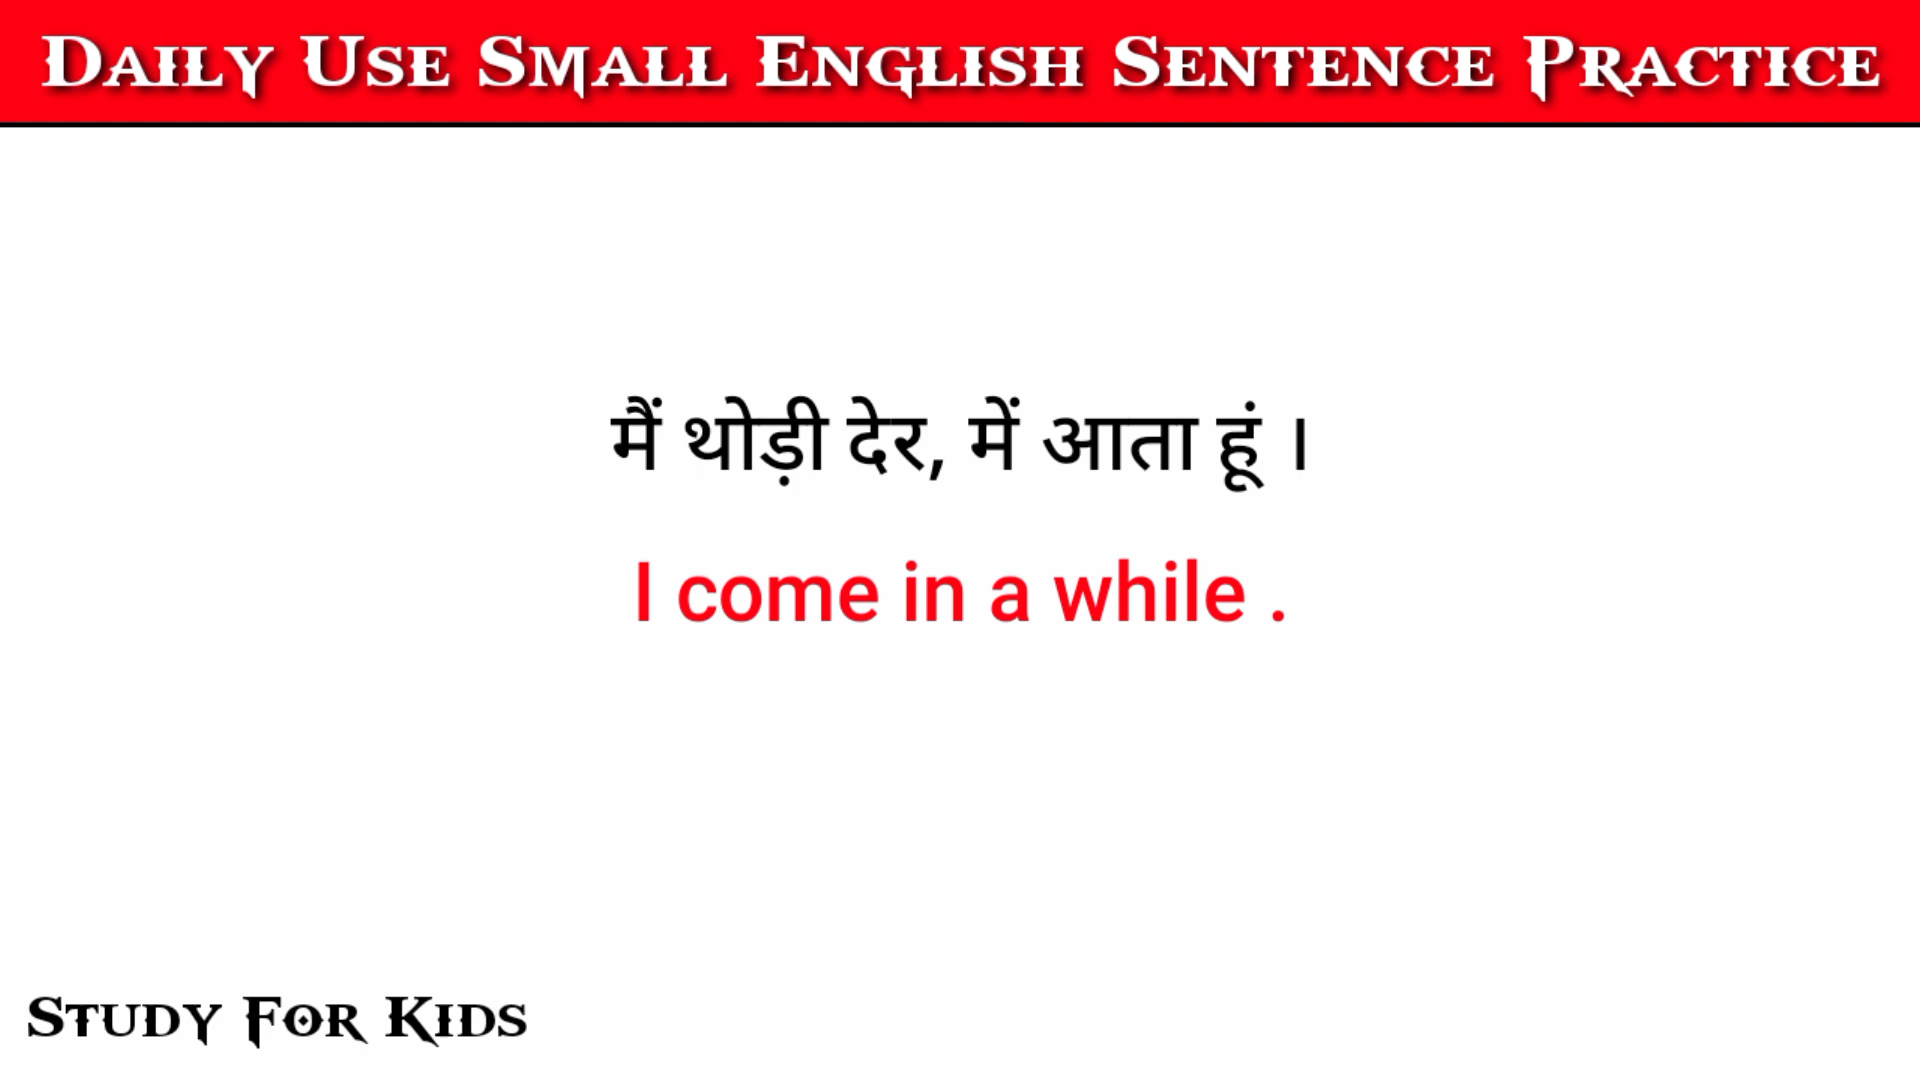 Daily Use Small English Sentence Practice
मैं थोड़ी देर, में आता हूं ।
I come in a while .
Study For Kids